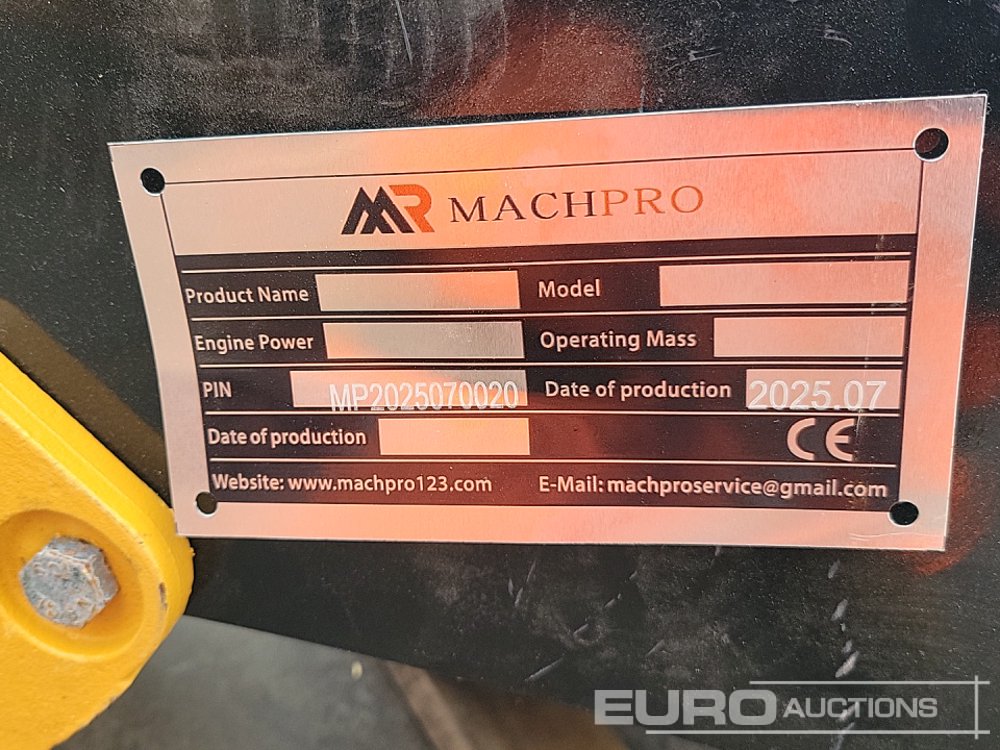 MR MACHPRO
Product Name Model
Engine Power Operating Mass
PIN MP2025070020 Date of production 2025.07
Date of production CE
Website: www.machpro123.com E-Mail: machproservice@gmail.com
EURO AUCTIONS